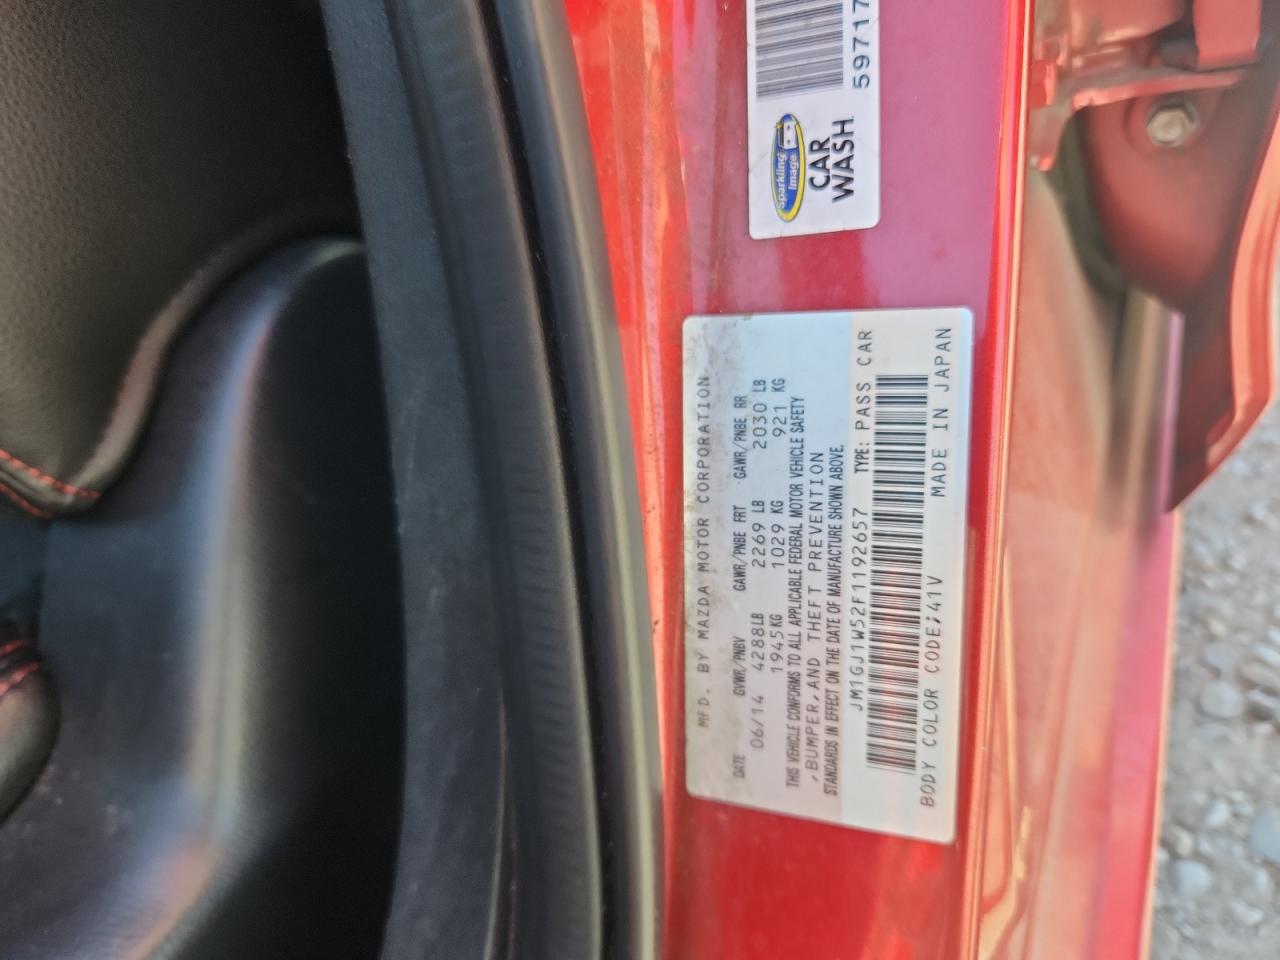 59717
Sparkling
Image
CAR
WASH
MFD. BY MAZDA MOTOR CORPORATION
DATE GVWR/PNBV GAWR/PNBE FRT GAWR/PNBE RR
06/14 4288LB 2269 LB 2030 LB
1945KG 1029 KG 921 KG
THIS VEHICLE CONFORMS TO ALL APPLICABLE FEDERAL MOTOR VEHICLE SAFETY
,BUMPER,AND THEFT PREVENTION
STANDARDS IN EFFECT ON THE DATE OF MANUFACTURE SHOWN ABOVE.
JM1GJ1W52F1192657 TYPE: PASS CAR
BODY COLOR CODE;41V MADE IN JAPAN